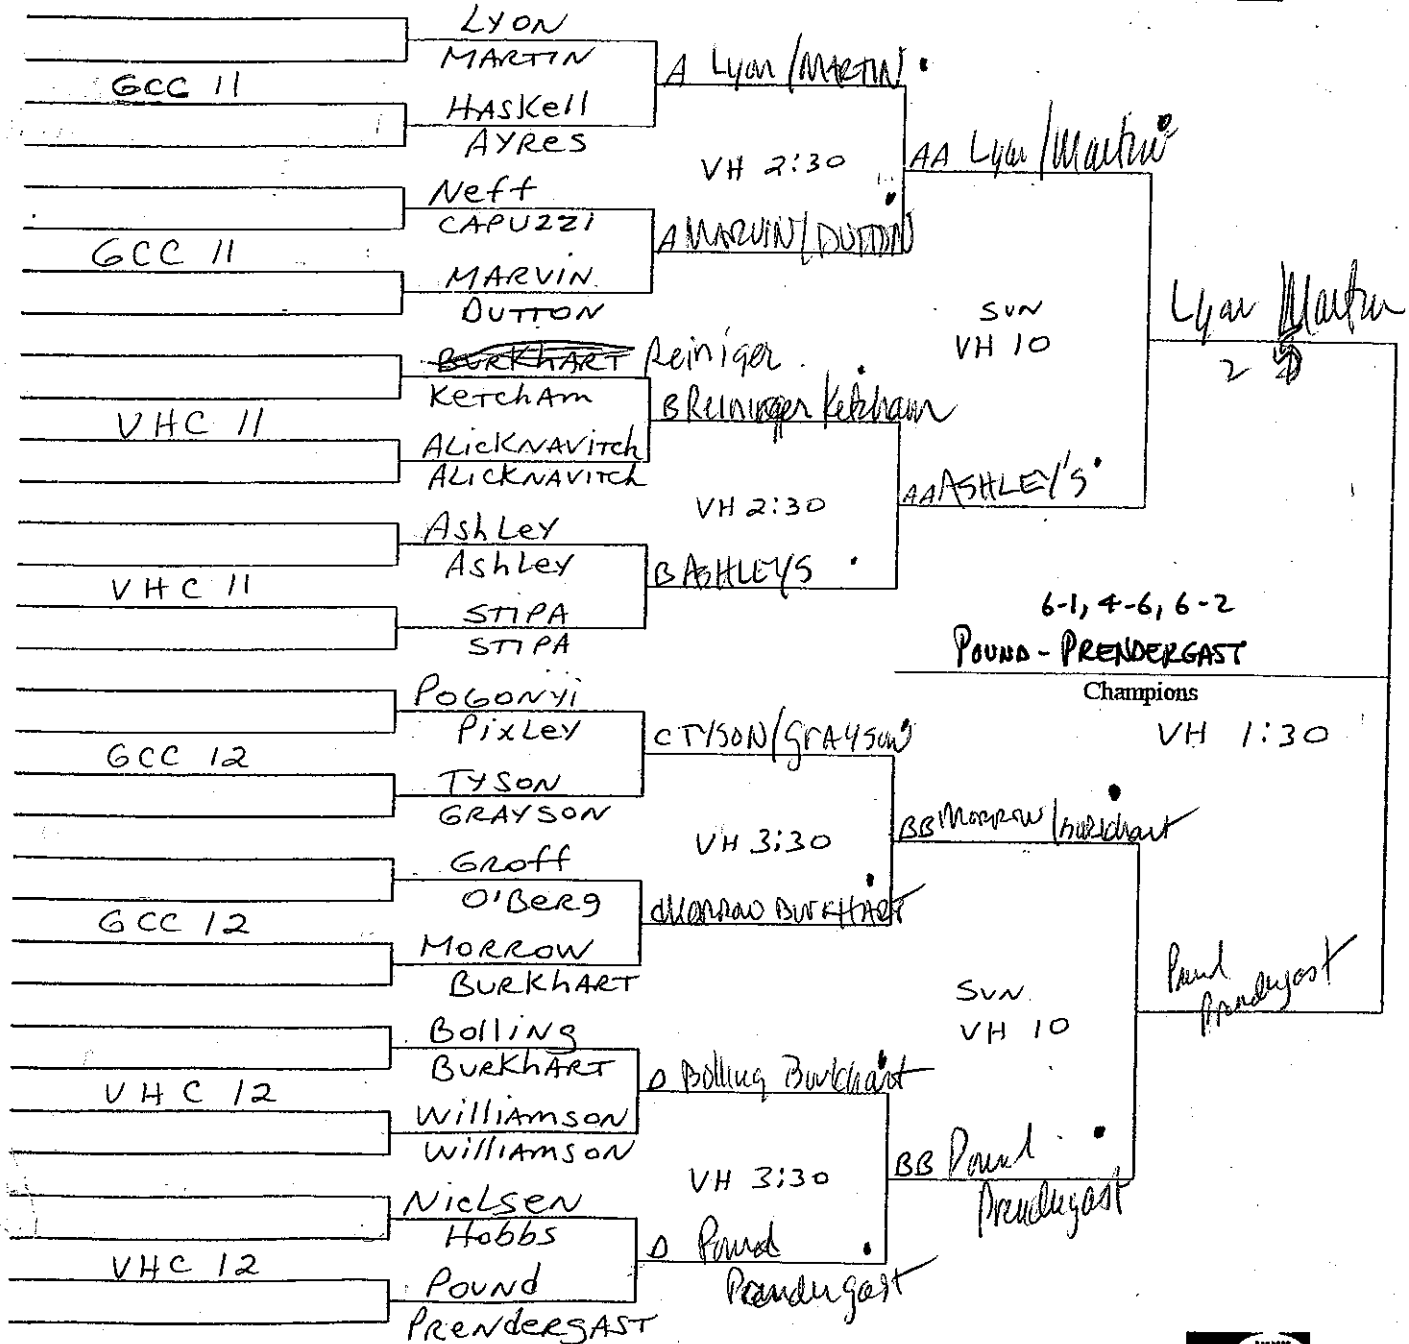 LYON
MARTIN
GCC 11
HASKell
AYRes
Neff
CAPUZZI
GCC 11
MARVIN
DUTTON
BURKHART Reiniger
KeTchAm
VHC 11
ALicKNAViTch
ALICKNAVITCH
AshLey
AshLey
VHC 11
STIPA
STIPA
POGONYi
PixLey
GCC 12
TYSON
GRAYSON
GRoff
O'BeRg
GCC 12
MORROW
BURKhART
BolliNg
BURKhART
VHC 12
WilliAmsoN
WilliAmsoN
NicLSeN
Hobbs
VHC 12
POUNd
PReNdeRgAST
A Lyon/MARTIN
VH 2:30
A MARVIN/DUTTON
B Reininger Ketcham
VH 2:30
B ASHLEYS
C TYSON/GrAYSON
VH 3:30
C Morrow BURKHART
D Bolling Burkhart
VH 3:30
D Pound
Prendergast
AA Lyon/Martin
SUN
VH 10
AA ASHLEY'S
BB Morrow/Burkhart
SUN
VH 10
BB Pound
Prendergast
Lyon Martin
2
6-1, 4-6, 6-2
POUND - PRENDERGAST
Champions
VH 1:30
Pound
Prendergast